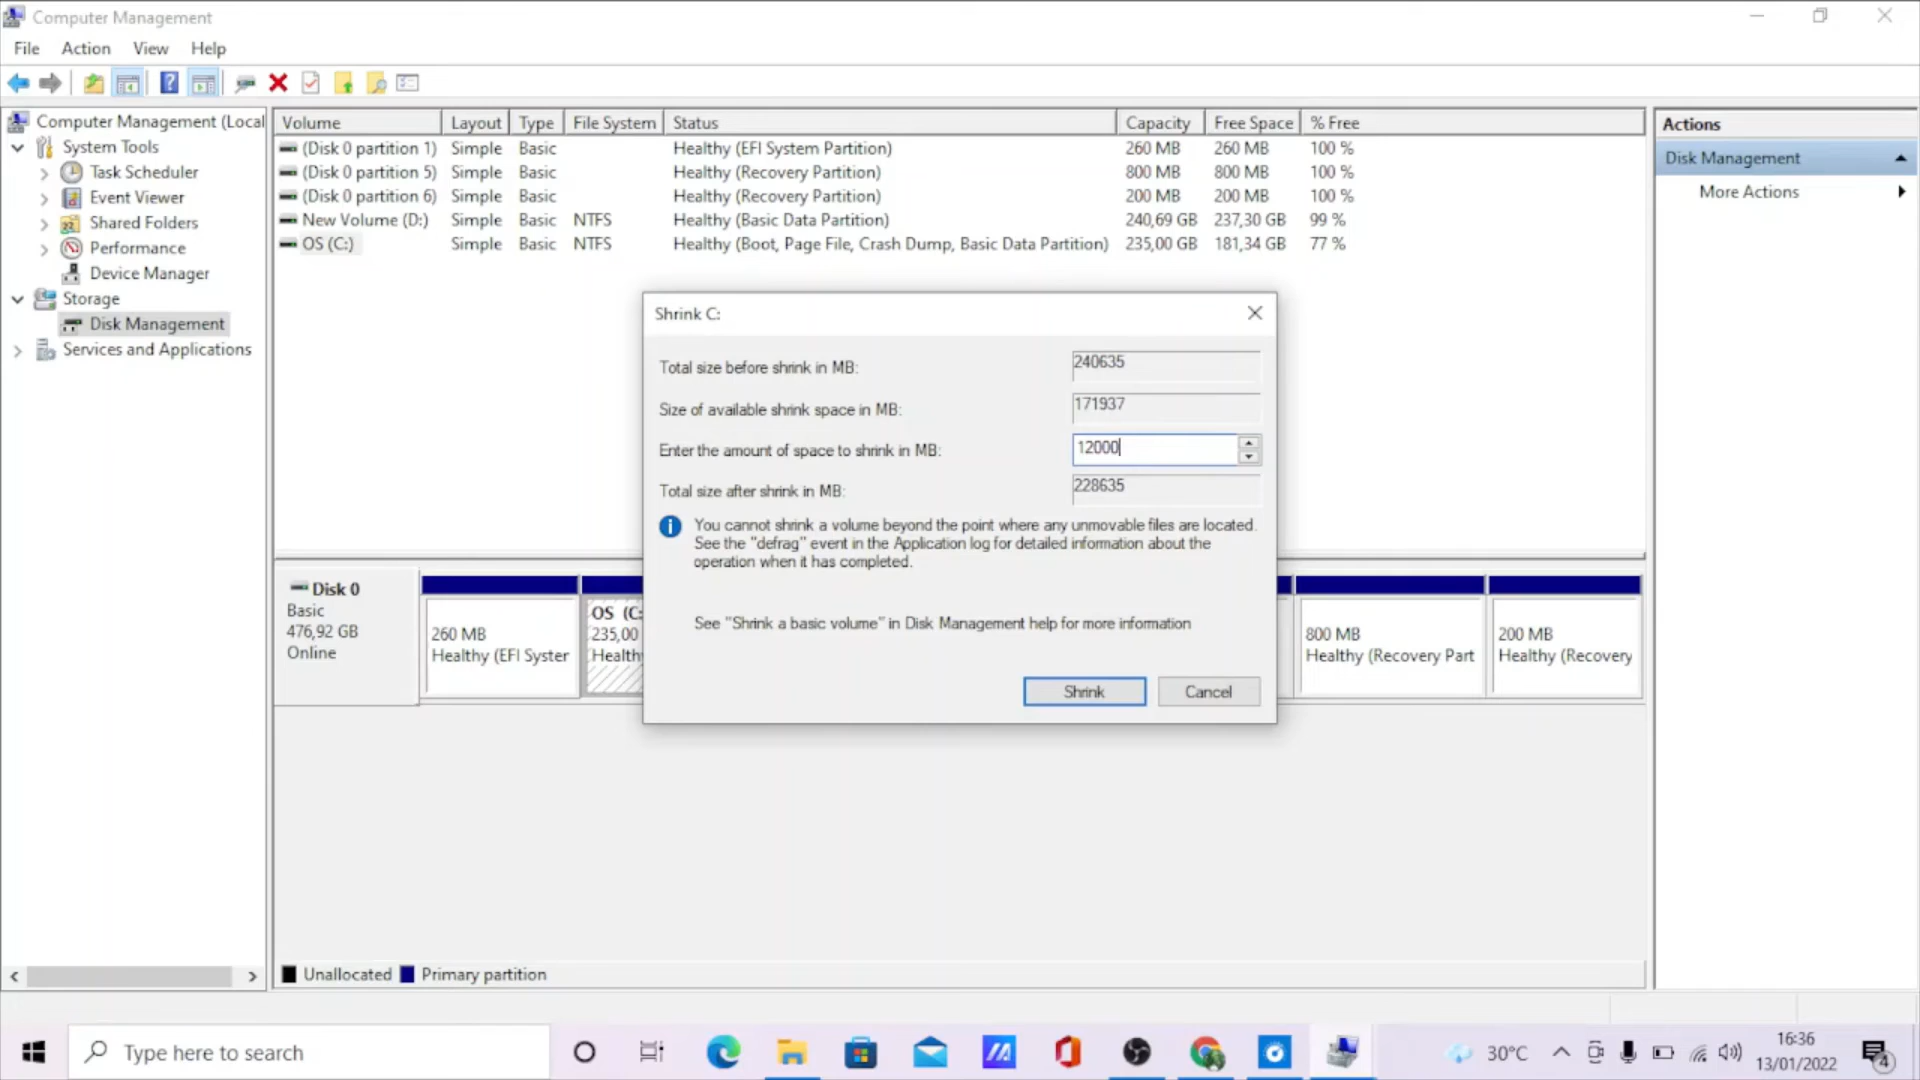 Computer Management
File Action View Help
Computer Management (Local
System Tools
Task Scheduler
Event Viewer
Shared Folders
Performance
Device Manager
Storage
Disk Management
Services and Applications
Volume Layout Type File System Status Capacity Free Space % Free
(Disk 0 partition 1) Simple Basic Healthy (EFI System Partition) 260 MB 260 MB 100 %
(Disk 0 partition 5) Simple Basic Healthy (Recovery Partition) 800 MB 800 MB 100 %
(Disk 0 partition 6) Simple Basic Healthy (Recovery Partition) 200 MB 200 MB 100 %
New Volume (D:) Simple Basic NTFS Healthy (Basic Data Partition) 240,69 GB 237,30 GB 99 %
OS (C:) Simple Basic NTFS Healthy (Boot, Page File, Crash Dump, Basic Data Partition) 235,00 GB 181,34 GB 77 %
Actions
Disk Management
More Actions
Shrink C:
Total size before shrink in MB: 240635
Size of available shrink space in MB: 171937
Enter the amount of space to shrink in MB: 12000
Total size after shrink in MB: 228635
You cannot shrink a volume beyond the point where any unmovable files are located.
See the "defrag" event in the Application log for detailed information about the
operation when it has completed.
See "Shrink a basic volume" in Disk Management help for more information
Shrink Cancel
Disk 0
Basic
476,92 GB
Online
260 MB
Healthy (EFI Syster
OS (C:
235,00
Health
800 MB
Healthy (Recovery Part
200 MB
Healthy (Recovery
Unallocated Primary partition
Type here to search
30°C
16:36
13/01/2022
4